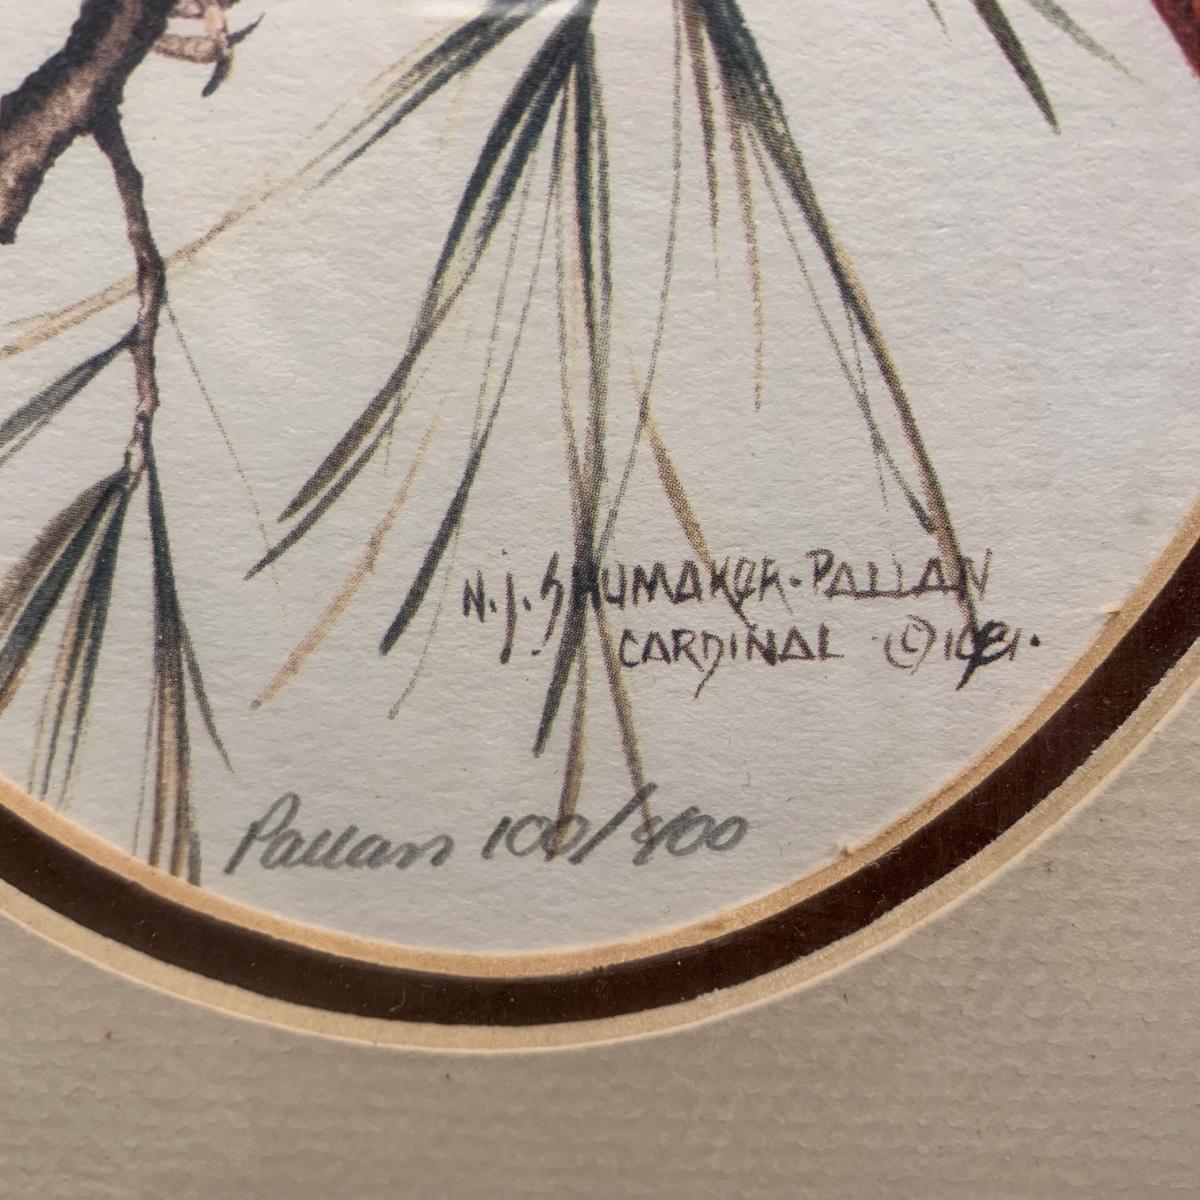 N.J. SHUMAKER-PALLAN
CARDINAL © 1981.
Pallan 100/400